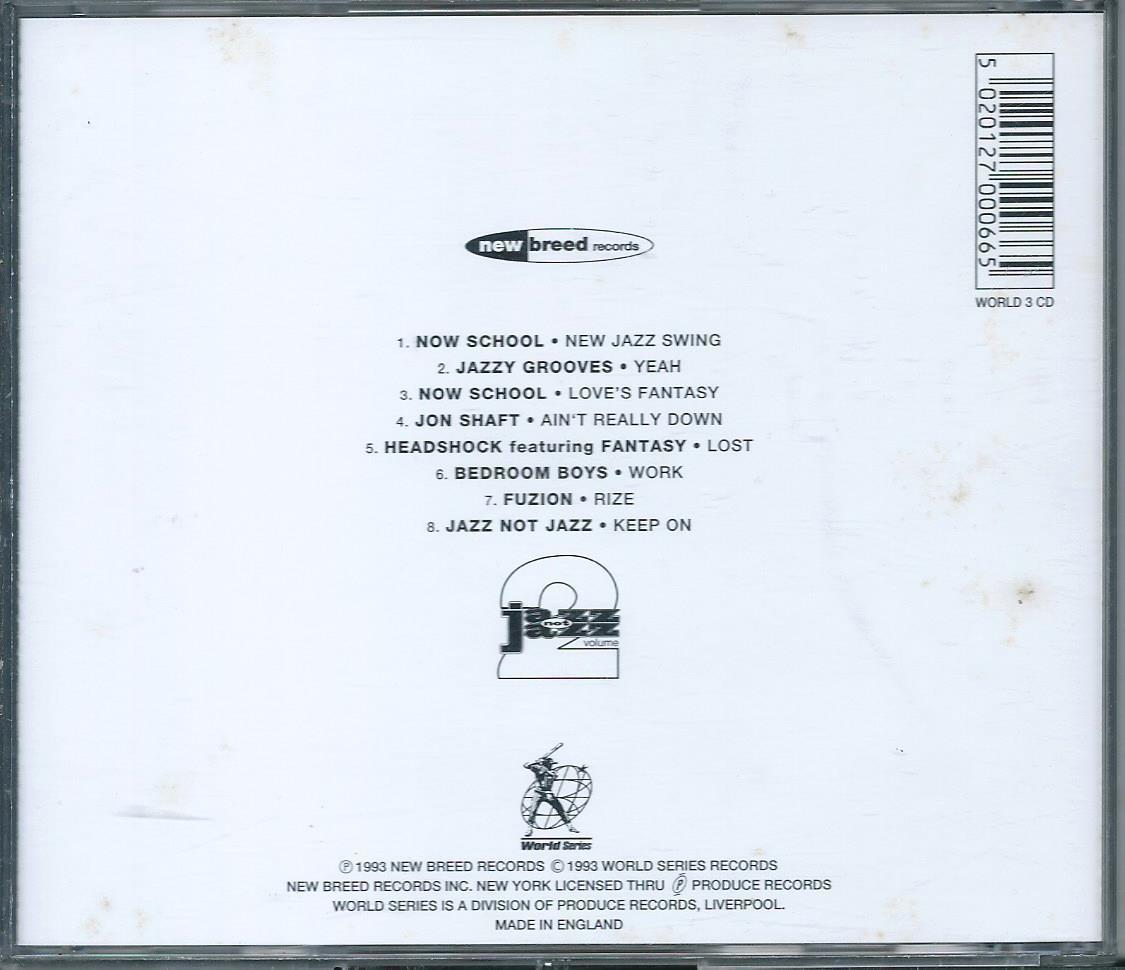 5 020127 000665
WORLD 3 CD
new breed records
1. NOW SCHOOL • NEW JAZZ SWING
2. JAZZY GROOVES • YEAH
3. NOW SCHOOL • LOVE'S FANTASY
4. JON SHAFT • AIN'T REALLY DOWN
5. HEADSHOCK featuring FANTASY • LOST
6. BEDROOM BOYS • WORK
7. FUZION • RIZE
8. JAZZ NOT JAZZ • KEEP ON
2
jazz
not
jazz
volume
World Series
℗ 1993 NEW BREED RECORDS © 1993 WORLD SERIES RECORDS
NEW BREED RECORDS INC. NEW YORK LICENSED THRU P PRODUCE RECORDS
WORLD SERIES IS A DIVISION OF PRODUCE RECORDS, LIVERPOOL.
MADE IN ENGLAND